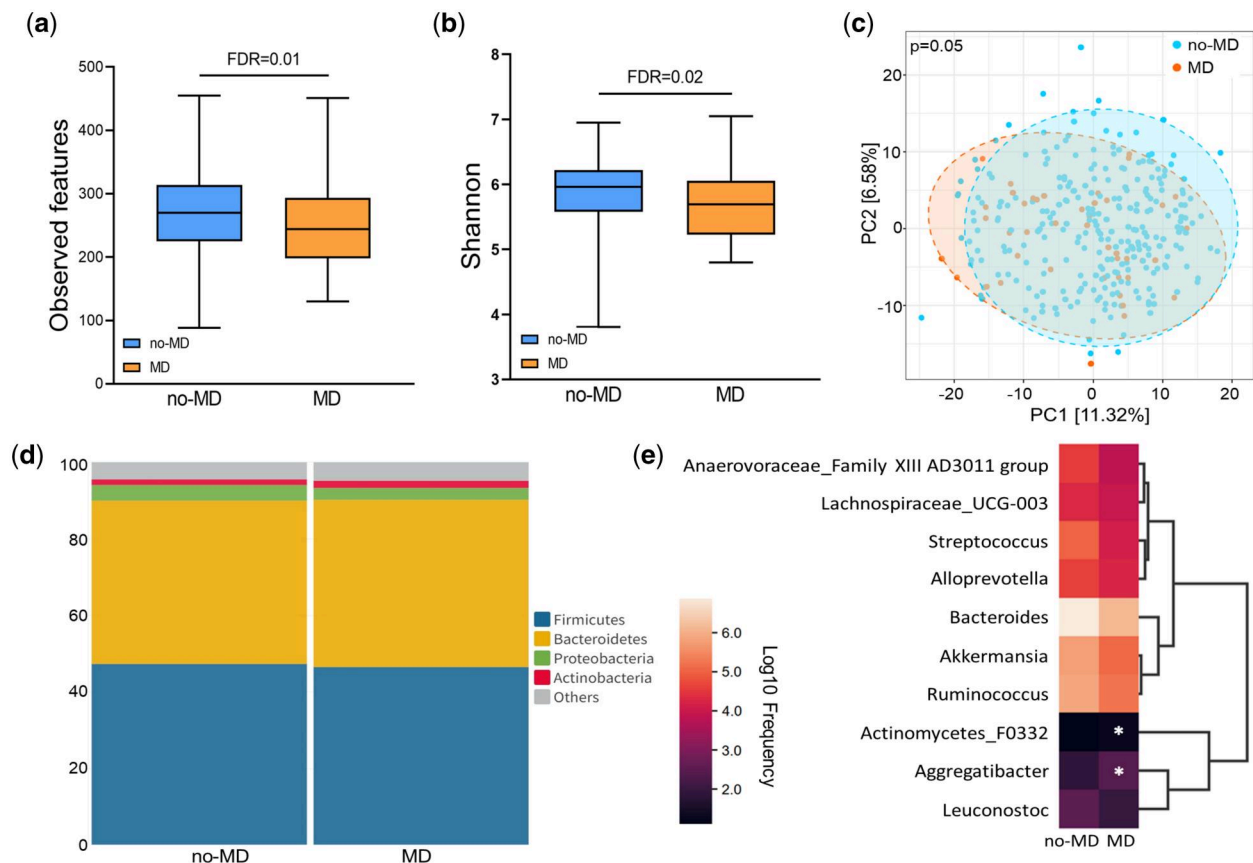 (a)
FDR=0.01
Observed features
500
400
300
200
100
0
no-MD
MD
no-MD
MD
(b)
FDR=0.02
Shannon
8
7
6
5
4
3
no-MD
MD
no-MD
MD
(c)
p=0.05
no-MD
MD
PC2 [6.58%]
20
10
0
-10
-20
-10
0
10
20
PC1 [11.32%]
(d)
100
80
60
40
20
0
no-MD
MD
Firmicutes
Bacteroidetes
Proteobacteria
Actinobacteria
Others
(e)
Anaerovoraceae_Family XIII AD3011 group
Lachnospiraceae_UCG-003
Streptococcus
Alloprevotella
Bacteroides
Akkermansia
Ruminococcus
Actinomycetes_F0332
*
Aggregatibacter
*
Leuconostoc
no-MD MD
6.0
5.0
4.0
3.0
2.0
Log10 Frequency